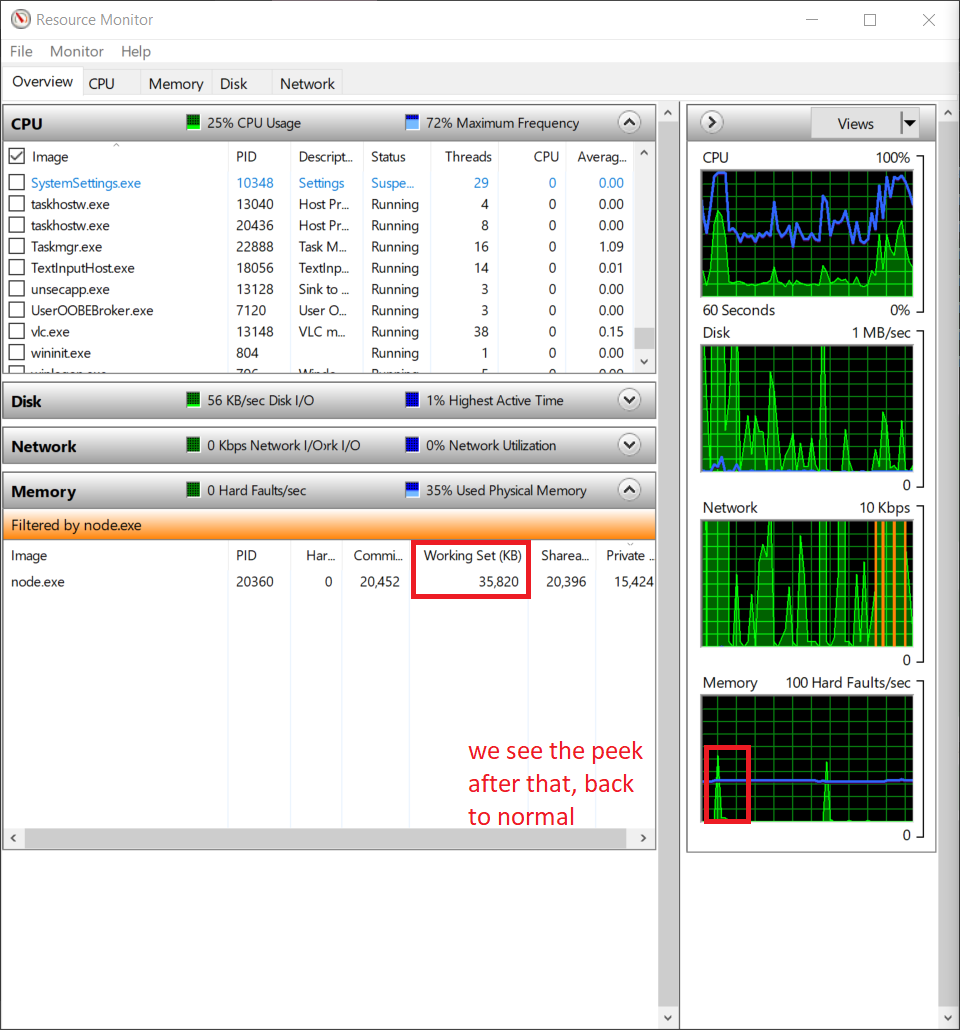 Resource Monitor
File Monitor Help
Overview CPU Memory Disk Network
CPU 25% CPU Usage 72% Maximum Frequency
Image PID Descript... Status Threads CPU Averag...
SystemSettings.exe 10348 Settings Suspe... 29 0 0.00
taskhostw.exe 13040 Host Pr... Running 4 0 0.00
taskhostw.exe 20436 Host Pr... Running 8 0 0.00
Taskmgr.exe 22888 Task M... Running 16 0 1.09
TextInputHost.exe 18056 TextInp... Running 14 0 0.01
unsecapp.exe 13128 Sink to ... Running 3 0 0.00
UserOOBEBroker.exe 7120 User O... Running 3 0 0.00
vlc.exe 13148 VLC m... Running 38 0 0.15
wininit.exe 804 Running 1 0 0.00
Disk 56 KB/sec Disk I/O 1% Highest Active Time
Network 0 Kbps Network I/Ork I/O 0% Network Utilization
Memory 0 Hard Faults/sec 35% Used Physical Memory
Filtered by node.exe
Image PID Har... Commi... Working Set (KB) Sharea... Private ...
node.exe 20360 0 20,452 35,820 20,396 15,424
we see the peek
after that, back
to normal
Views
CPU 100%
60 Seconds 0%
Disk 1 MB/sec
0
Network 10 Kbps
0
Memory 100 Hard Faults/sec
0